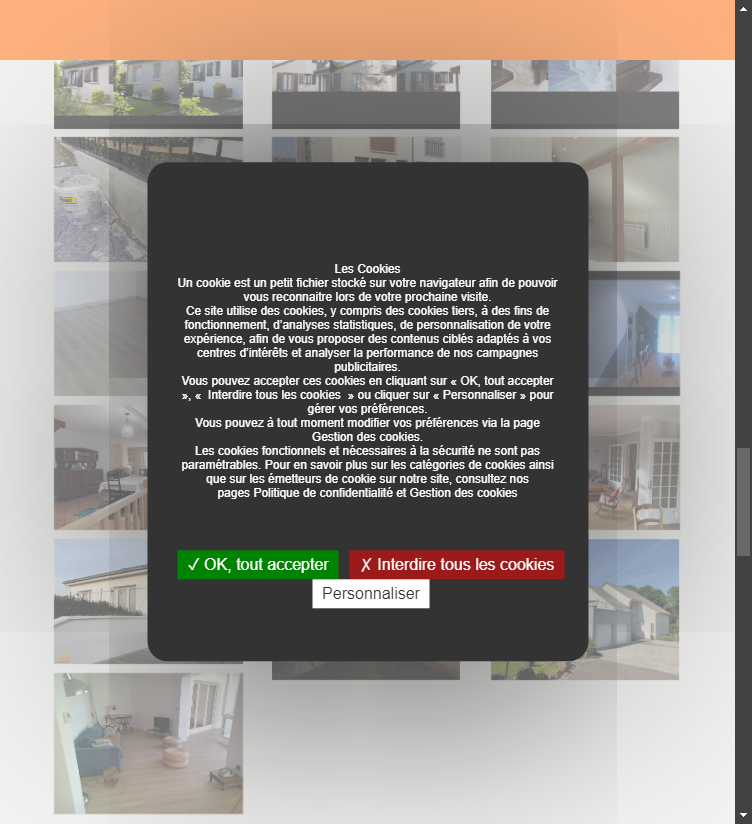 Les Cookies
Un cookie est un petit fichier stocké sur votre navigateur afin de pouvoir
vous reconnaitre lors de votre prochaine visite.
Ce site utilise des cookies, y compris des cookies tiers, à des fins de
fonctionnement, d'analyses statistiques, de personnalisation de votre
expérience, afin de vous proposer des contenus ciblés adaptés à vos
centres d'intérêts et analyser la performance de nos campagnes
publicitaires.
Vous pouvez accepter ces cookies en cliquant sur « OK, tout accepter
», «  Interdire tous les cookies  » ou cliquer sur « Personnaliser » pour
gérer vos préférences.
Vous pouvez à tout moment modifier vos préférences via la page
Gestion des cookies.
Les cookies fonctionnels et nécessaires à la sécurité ne sont pas
paramétrables. Pour en savoir plus sur les catégories de cookies ainsi
que sur les émetteurs de cookie sur notre site, consultez nos
pages Politique de confidentialité et Gestion des cookies
✓ OK, tout accepter ✗ Interdire tous les cookies
Personnaliser